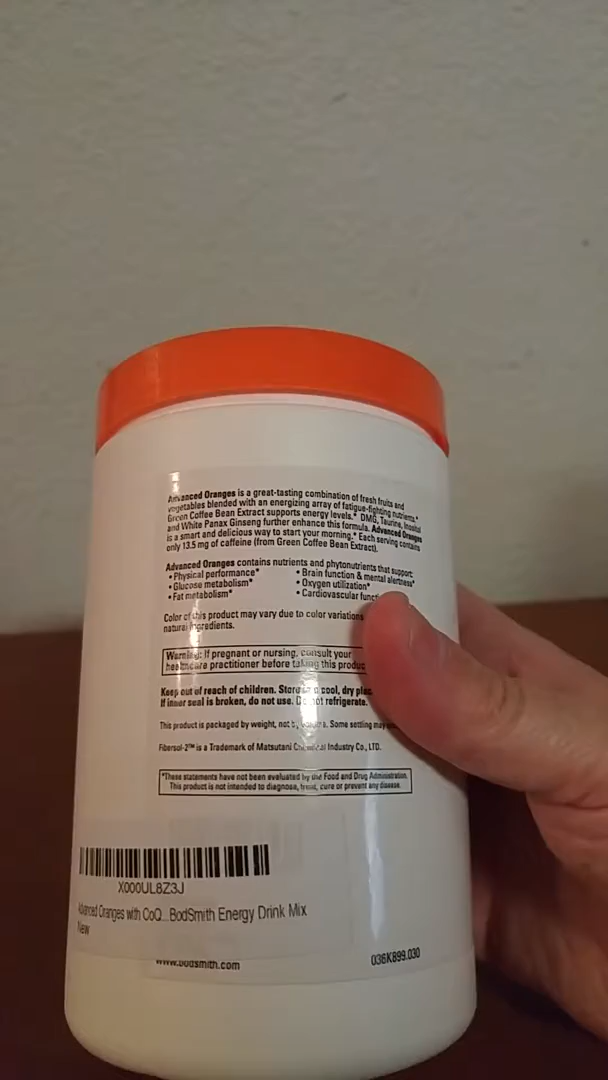 Advanced Oranges is a great-tasting combination of fresh fruits and
vegetables blended with an energizing array of fatigue-fighting nutrients.*
Green Coffee Bean Extract supports energy levels.* DMG, Taurine, Inositol
and White Panax Ginseng further enhance this formula. Advanced Oranges
is a smart and delicious way to start your morning.* Each serving contains
only 13.5 mg of caffeine (from Green Coffee Bean Extract).
Advanced Oranges contains nutrients and phytonutrients that support:
• Physical performance*
• Glucose metabolism*
• Fat metabolism*
• Brain function & mental alertness*
• Oxygen utilization*
• Cardiovascular
Color of this product may vary due to color variations
natural ingredients.
Warning: If pregnant or nursing, consult your
healthcare practitioner before taking this
Keep out of reach of children. Store in a cool, dry
If inner seal is broken, do not use. Do not refrigerate.
This product is packaged by weight, not by volume. Some settling may
Fibersol-2™ is a Trademark of Matsutani Chemical Industry Co., LTD.
*These statements have not been evaluated by the Food and Drug Administration.
This product is not intended to diagnose, treat, cure or prevent any disease.
X000UL8Z3J
Advanced Oranges with CoQ...BodSmith Energy Drink Mix
New
www.bodsmith.com
036K899.030